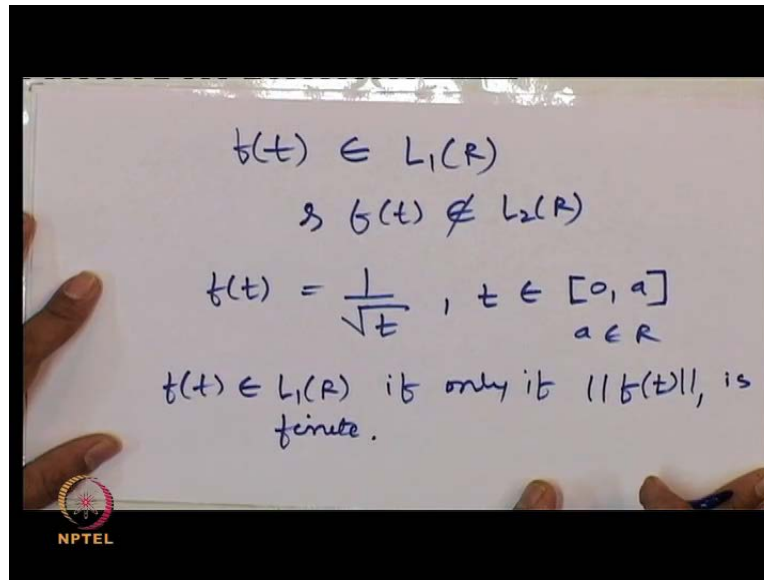 f(t) ∈ L₁(R)
& f(t) ∉ L₂(R)
f(t) = 1/√t , t ∈ [0, a]
a ∈ R
f(t) ∈ L₁(R) if only if ||f(t)||₁ is
finite.
NPTEL